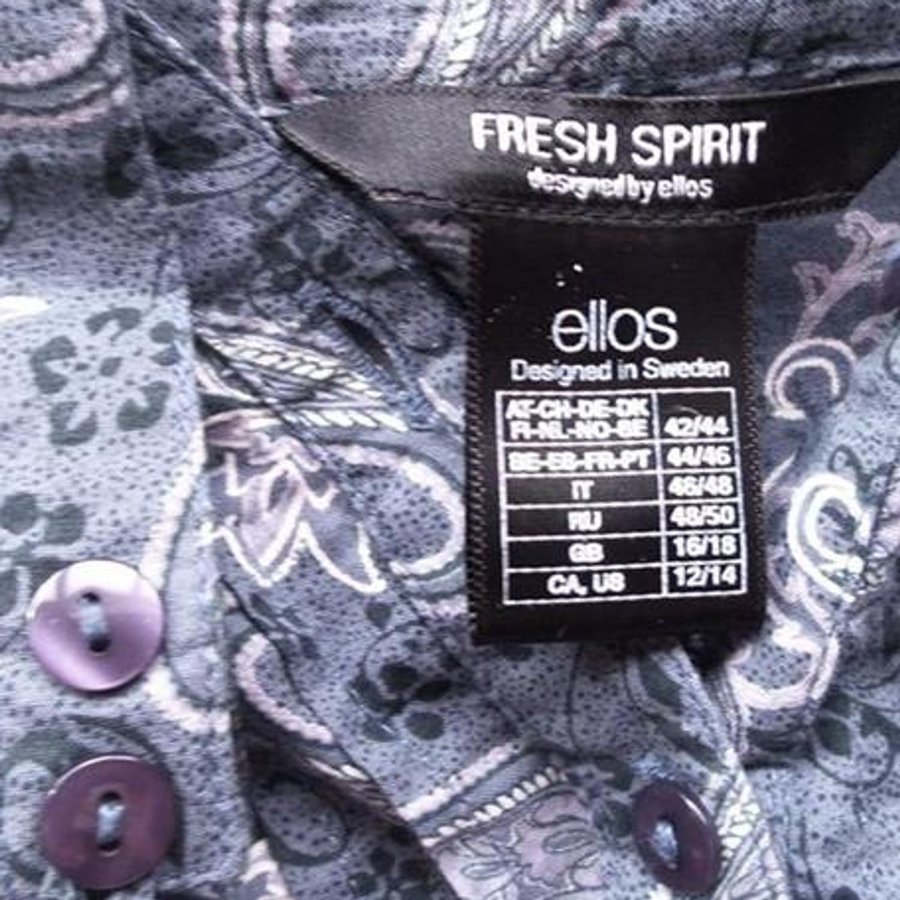 FRESH SPIRIT
designed by ellos
ellos
Designed in Sweden
AT-CH-DE-DK
FI-NL-NO-SE 42/44
BE-ES-FR-PT 44/46
IT 46/48
RU 48/50
GB 16/18
CA, US 12/14